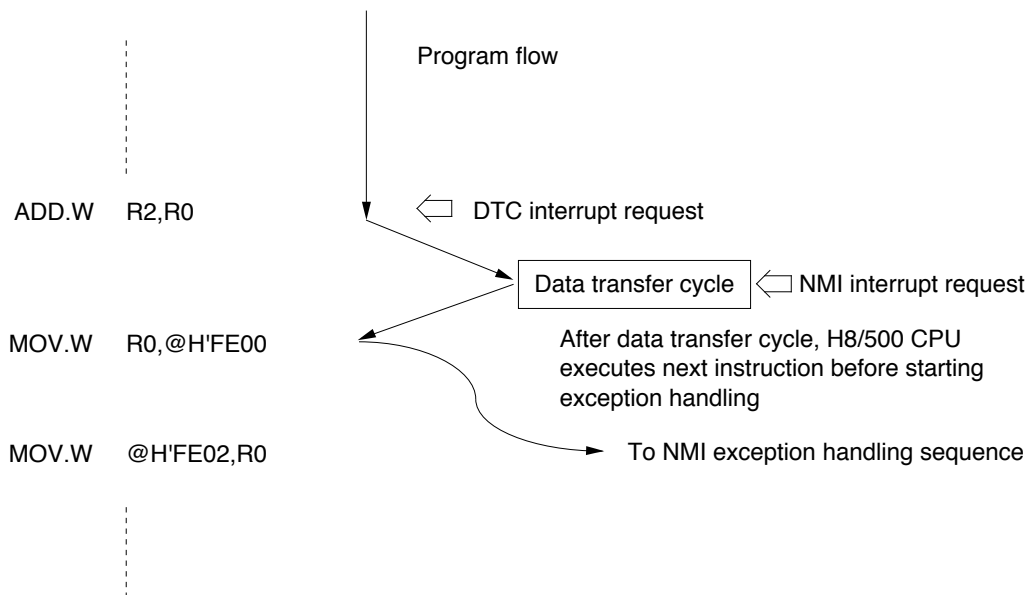 Program flow
ADD.W R2,R0
DTC interrupt request
Data transfer cycle
NMI interrupt request
MOV.W R0,@H'FE00
After data transfer cycle, H8/500 CPU
executes next instruction before starting
exception handling
MOV.W @H'FE02,R0
To NMI exception handling sequence